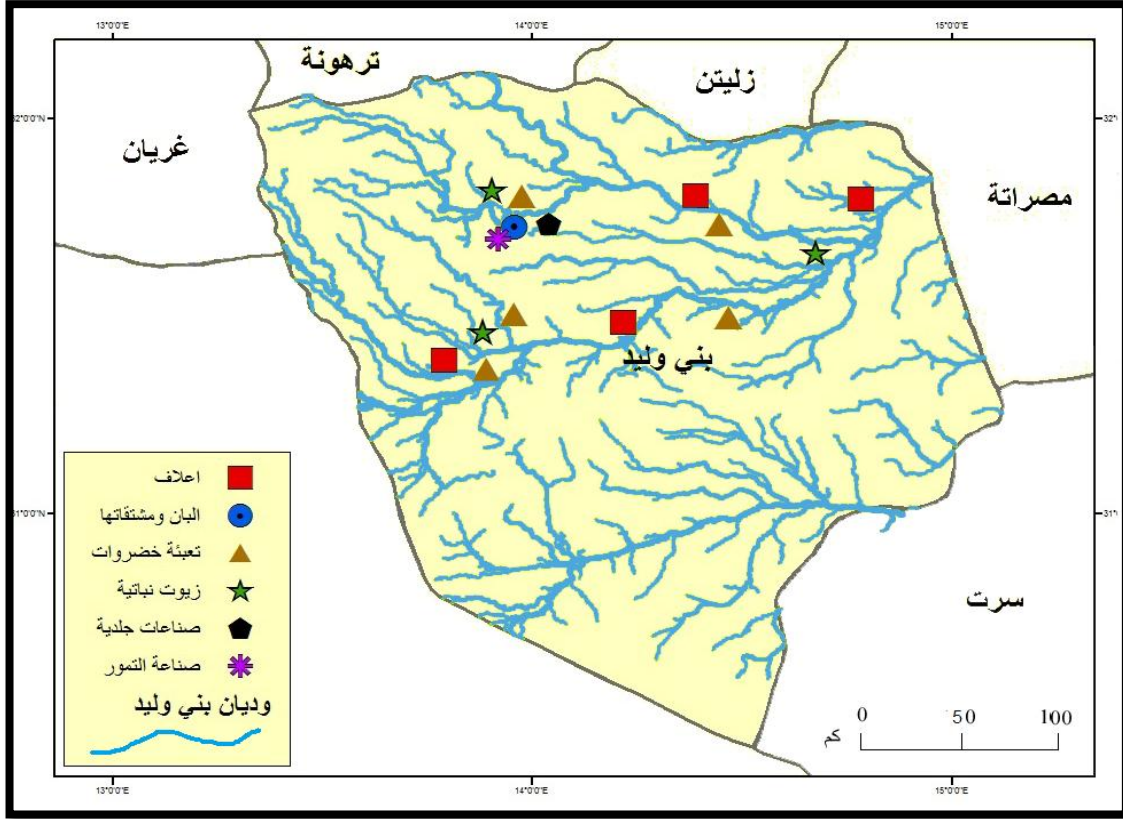 13°0'0"E 14°0'0"E 15°0'0"E
ترهونة
زليتن
غريان
مصراتة
بني وليد
سرت
32°0'0"N 32°
31°0'0"N 31°
اعلاف
البان ومشتقاتها
تعبئة خضروات
زيوت نباتية
صناعات جلدية
صناعة التمور
وديان بني وليد
0 50 100
كم
13°0'0"E 14°0'0"E 15°0'0"E